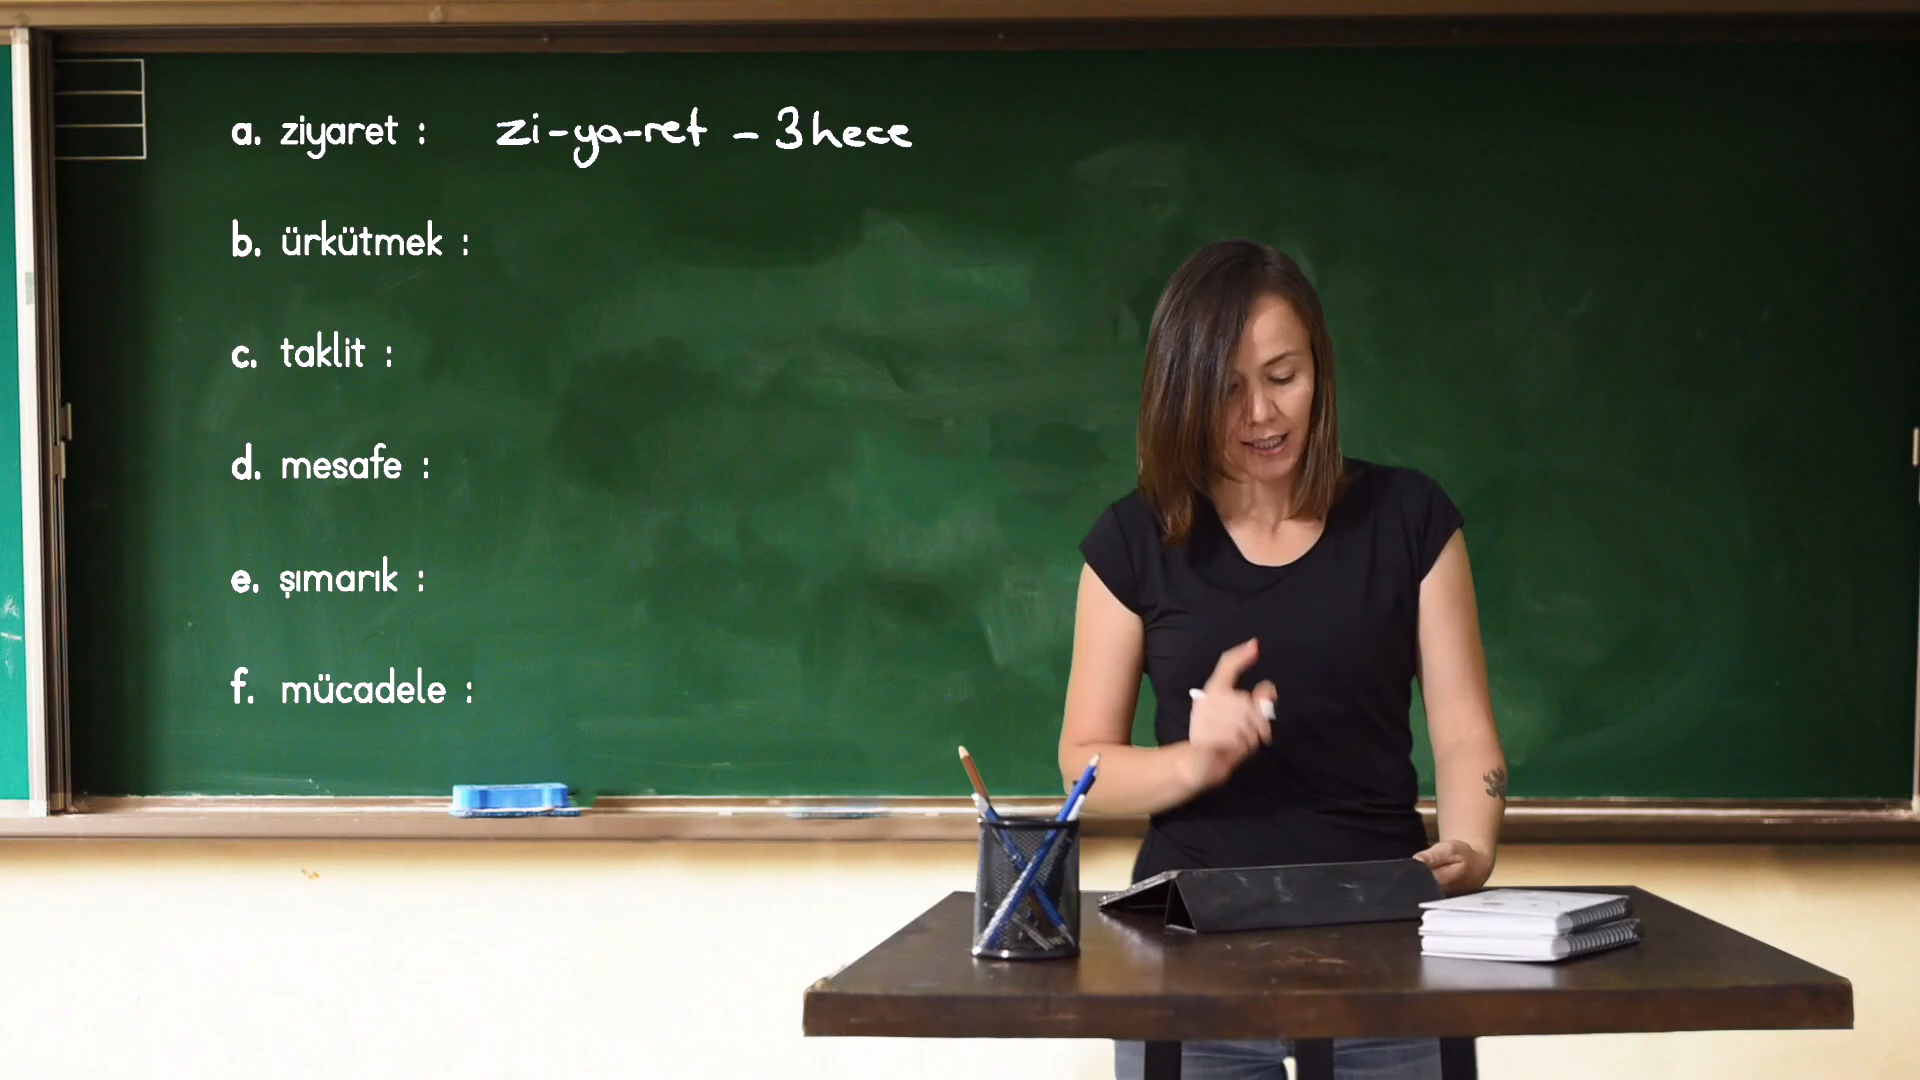 a. ziyaret : zi-ya-ret - 3 hece
b. ürkütmek :
c. taklit :
d. mesafe :
e. şımarık :
f. mücadele :